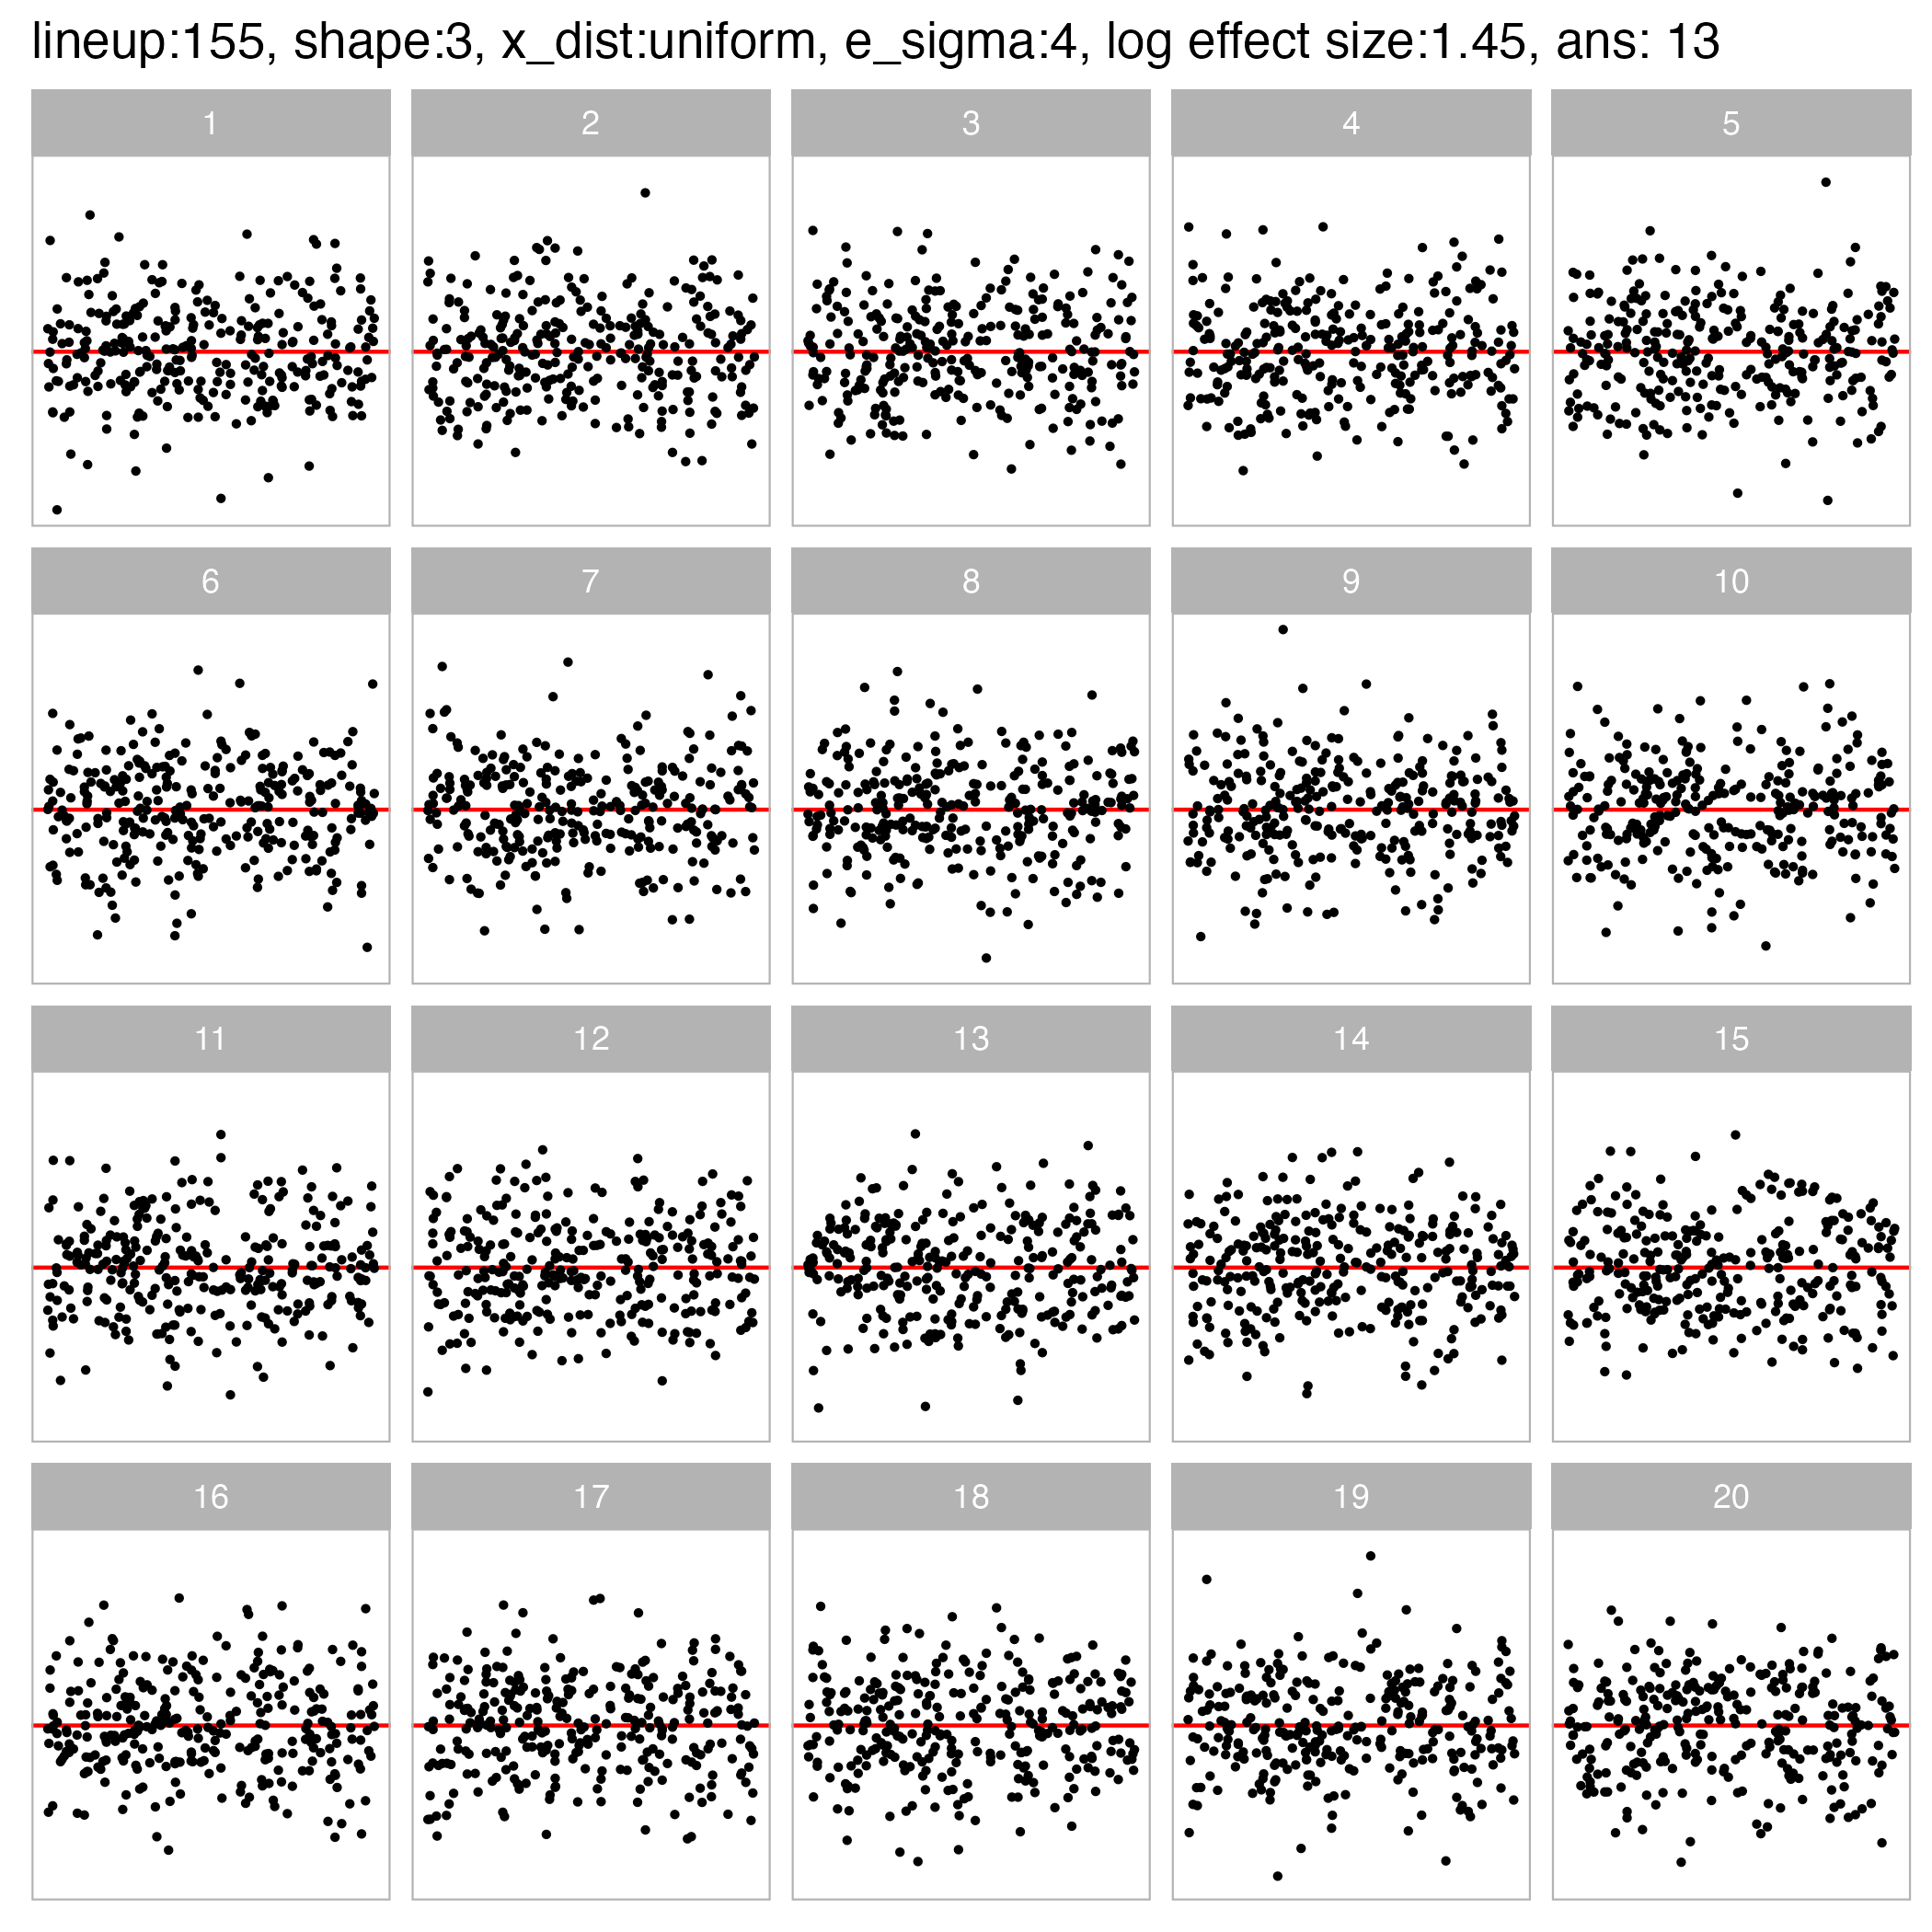 lineup:155, shape:3, x_dist:uniform, e_sigma:4, log effect size:1.45, ans: 13
1 2 3 4 5
6 7 8 9 10
11 12 13 14 15
16 17 18 19 20